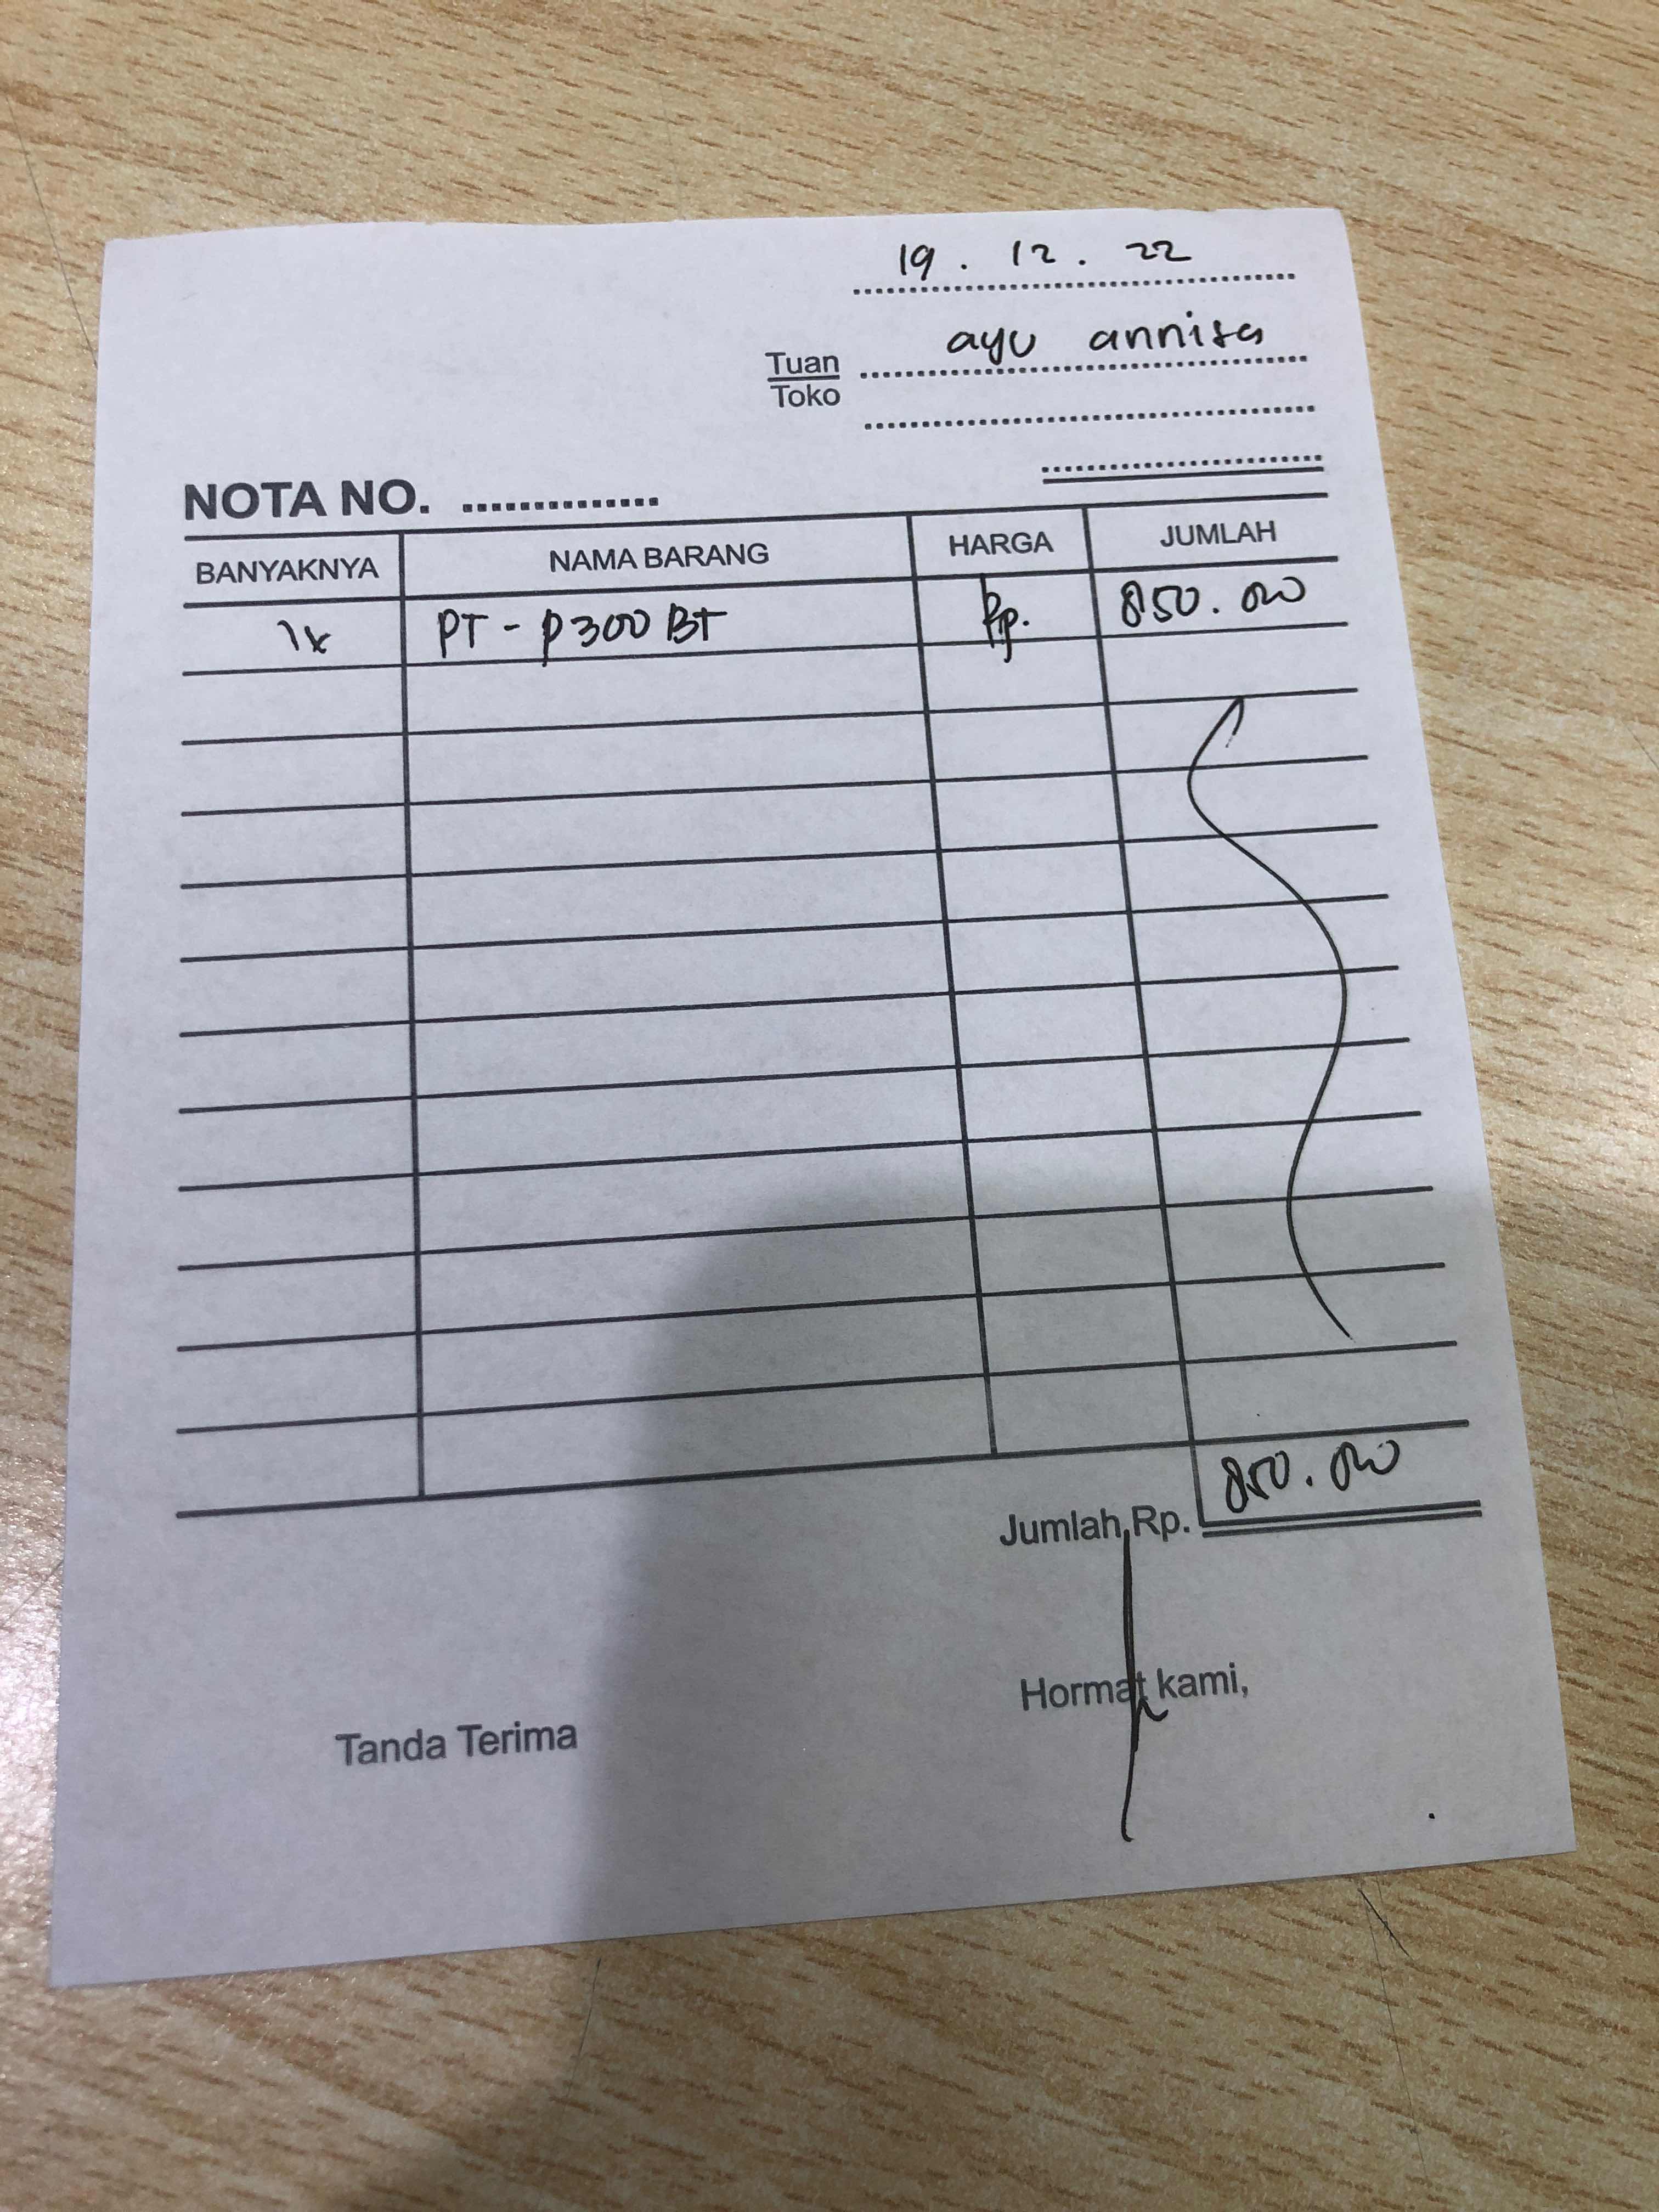 19 . 12 . 22
Tuan ayu annisa
Toko
NOTA NO.
BANYAKNYA NAMA BARANG HARGA JUMLAH
1x PT - P300 BT Rp. 850.000
Jumlah Rp. 850.000
Tanda Terima Hormat kami,